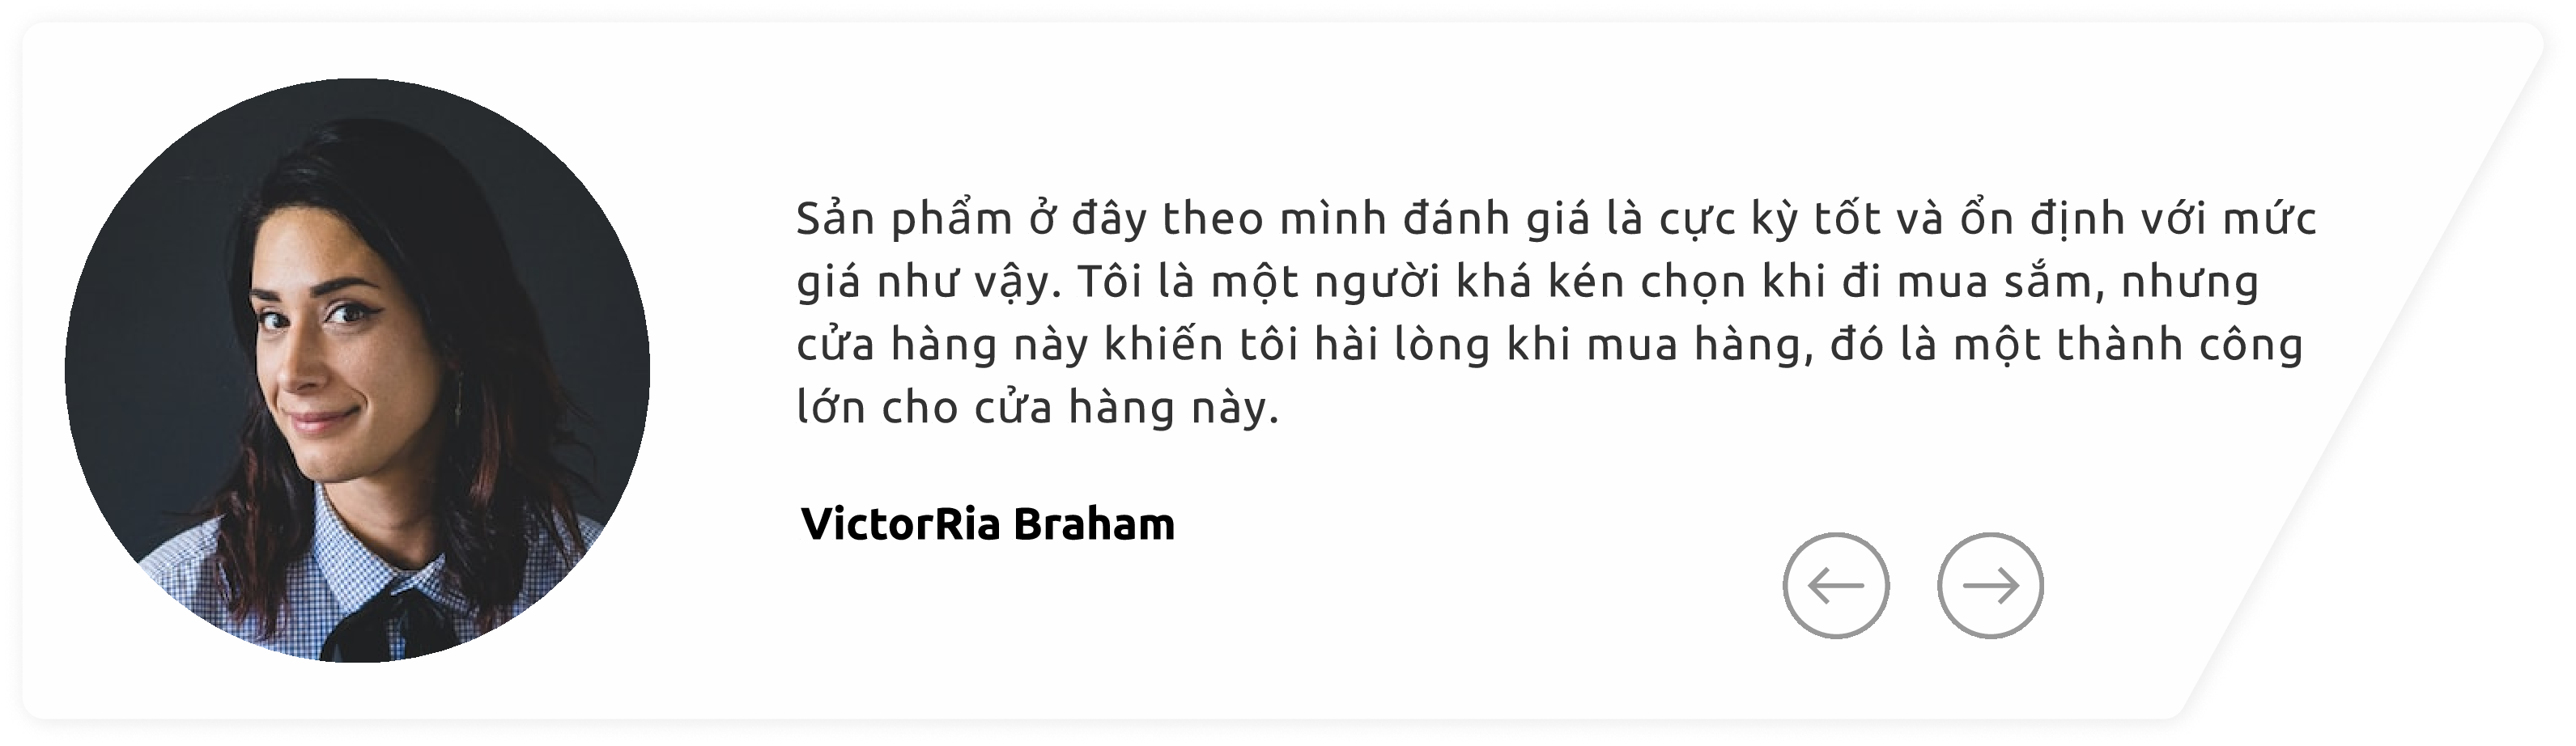 Sản phẩm ở đây theo mình đánh giá là cực kỳ tốt và ổn định với mức
giá như vậy. Tôi là một người khá kén chọn khi đi mua sắm, nhưng
cửa hàng này khiến tôi hài lòng khi mua hàng, đó là một thành công
lớn cho cửa hàng này.
VictorRia Braham